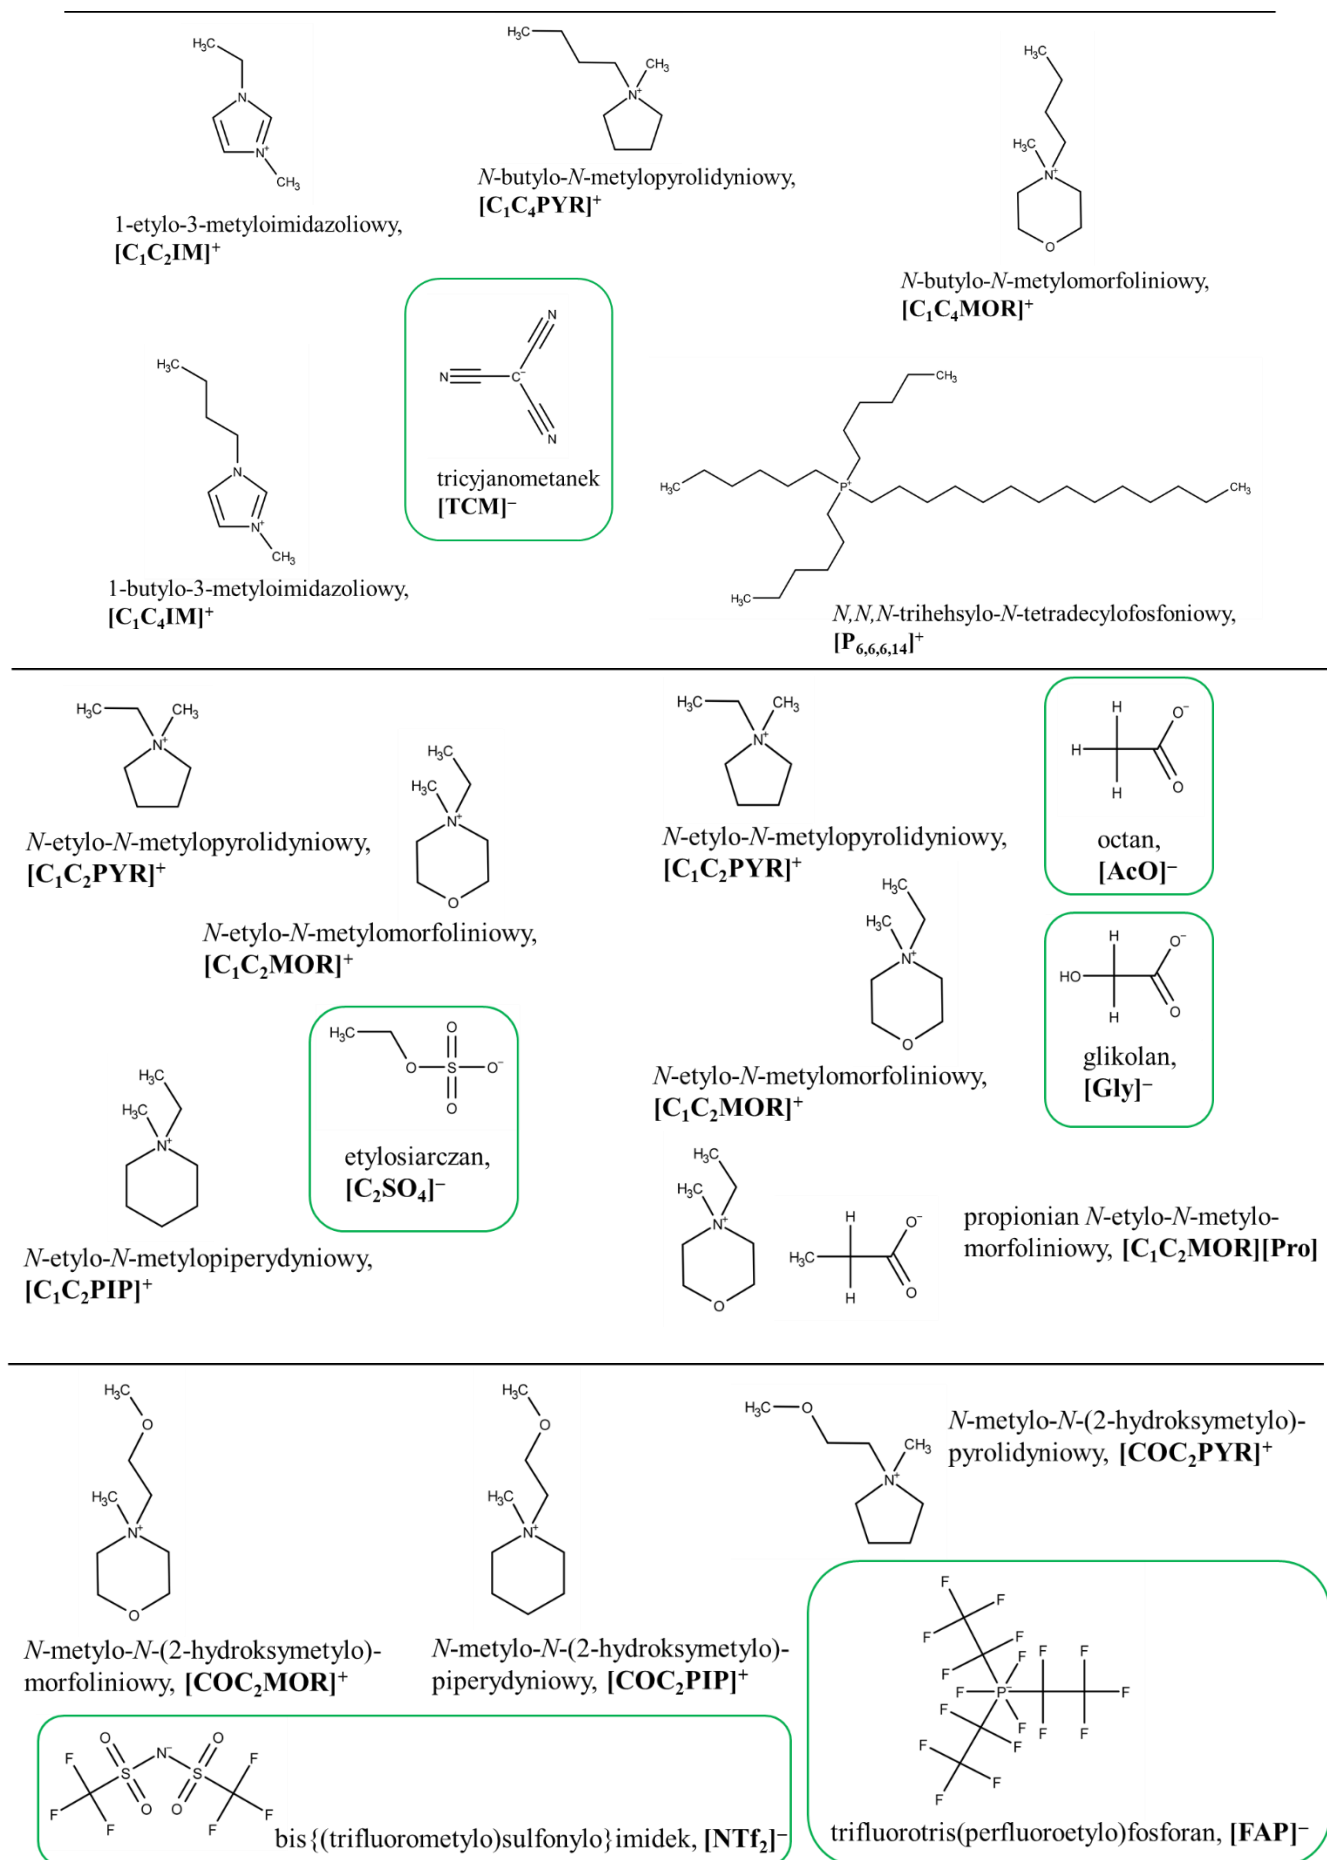 H₃C
N
N⁺
CH₃
1-etylo-3-metyloimidazoliowy,
[C₁C₂IM]⁺
H₃C
CH₃
N⁺
N-butylo-N-metylopyrolidyniowy,
[C₁C₄PYR]⁺
H₃C
H₃C
N⁺
O
N-butylo-N-metylomorfoliniowy,
[C₁C₄MOR]⁺
H₃C
N
N⁺
CH₃
1-butylo-3-metyloimidazoliowy,
[C₁C₄IM]⁺
N
N
C⁻
N
tricyjanometanek
[TCM]⁻
CH₃
H₃C
P⁺
CH₃
H₃C
N,N,N-trihehsylo-N-tetradecylofosfoniowy,
[P₆,₆,₆,₁₄]⁺
H₃C
CH₃
N⁺
N-etylo-N-metylopyrolidyniowy,
[C₁C₂PYR]⁺
H₃C
H₃C
N⁺
O
N-etylo-N-metylomorfoliniowy,
[C₁C₂MOR]⁺
H₃C
H₃C
N⁺
N-etylo-N-metylopiperydyniowy,
[C₁C₂PIP]⁺
H₃C
O
O
S
O⁻
O
etylosiarczan,
[C₂SO₄]⁻
H₃C
CH₃
N⁺
N-etylo-N-metylopyrolidyniowy,
[C₁C₂PYR]⁺
H
O⁻
H
H
O
octan,
[AcO]⁻
H₃C
H₃C
N⁺
O
N-etylo-N-metylomorfoliniowy,
[C₁C₂MOR]⁺
H
O⁻
HO
H
O
glikolan,
[Gly]⁻
H₃C
H₃C
N⁺
O
H
O⁻
H₃C
H
O
propionian N-etylo-N-metylo-
morfoliniowy, [C₁C₂MOR][Pro]
H₃C
O
H₃C
N⁺
O
N-metylo-N-(2-hydroksymetylo)-
morfoliniowy, [COC₂MOR]⁺
H₃C
O
H₃C
N⁺
N-metylo-N-(2-hydroksymetylo)-
piperydyniowy, [COC₂PIP]⁺
H₃C
O
CH₃
N⁺
N-metylo-N-(2-hydroksymetylo)-
pyrolidyniowy, [COC₂PYR]⁺
O
N⁻
O
F
S
S
F
F
F
O
O
F
F
bis{(trifluorometylo)sulfonylo}imidek, [NTf₂]⁻
F
F
F
F
F
F
F
F
F
P⁻
F
F
F
F
F
F
F
F
F
trifluorotris(perfluoroetylo)fosforan, [FAP]⁻